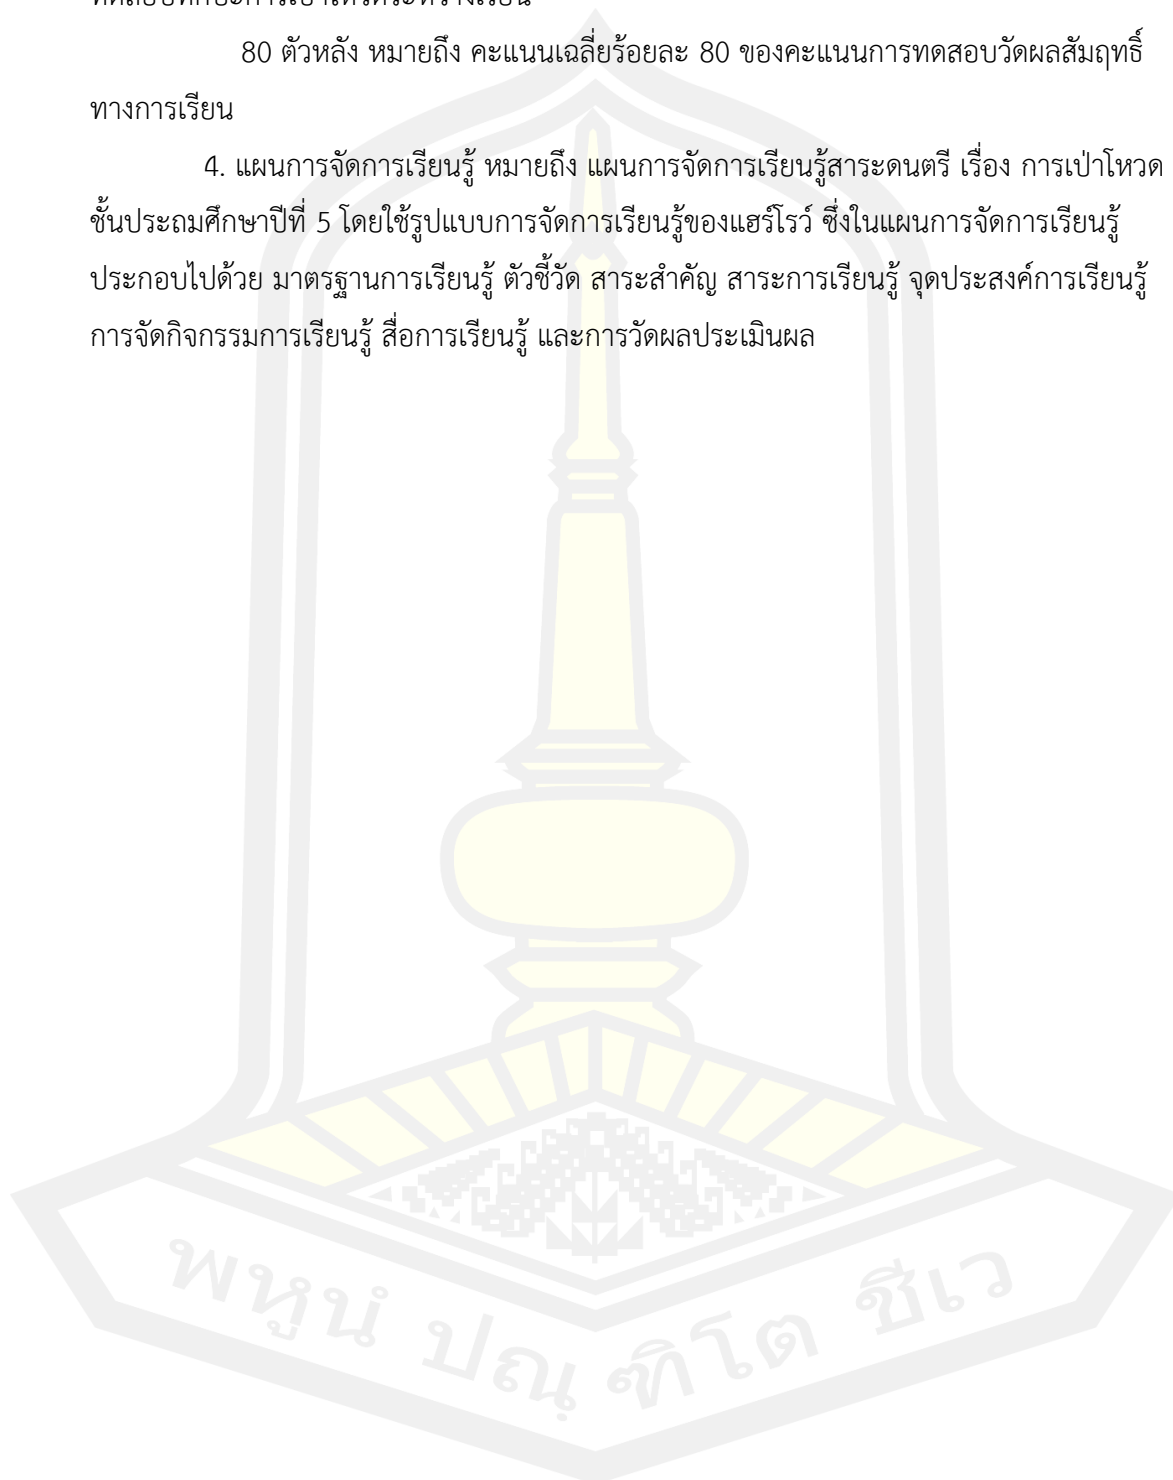 80 ตัวหลัง หมายถึง คะแนนเฉลี่ยร้อยละ 80 ของคะแนนการทดสอบวัดผลสัมฤทธิ์
ทางการเรียน
4. แผนการจัดการเรียนรู้ หมายถึง แผนการจัดการเรียนรู้สาระดนตรี เรื่อง การเป่าโหวด
ชั้นประถมศึกษาปีที่ 5 โดยใช้รูปแบบการจัดการเรียนรู้ของแฮร์โรว์ ซึ่งในแผนการจัดการเรียนรู้
ประกอบไปด้วย มาตรฐานการเรียนรู้ ตัวชี้วัด สาระสำคัญ สาระการเรียนรู้ จุดประสงค์การเรียนรู้
การจัดกิจกรรมการเรียนรู้ สื่อการเรียนรู้ และการวัดผลประเมินผล
พหูนํ ปณฺฑิโต ชีเว